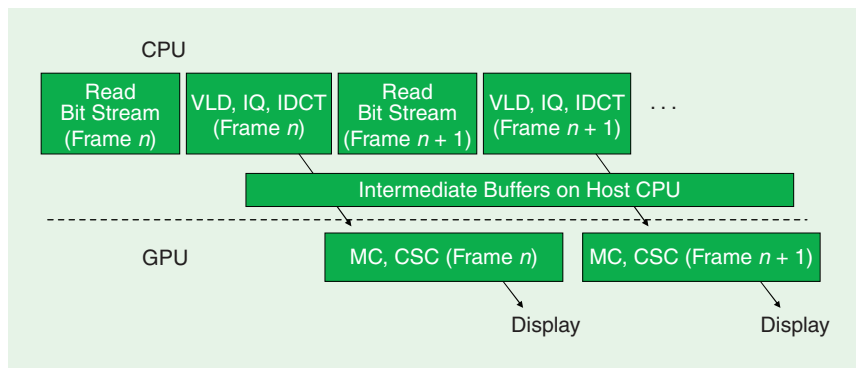 CPU
Read
Bit Stream
(Frame n)
VLD, IQ, IDCT
(Frame n)
Read
Bit Stream
(Frame n + 1)
VLD, IQ, IDCT
(Frame n + 1)
...
Intermediate Buffers on Host CPU
GPU
MC, CSC (Frame n)
MC, CSC (Frame n + 1)
Display
Display